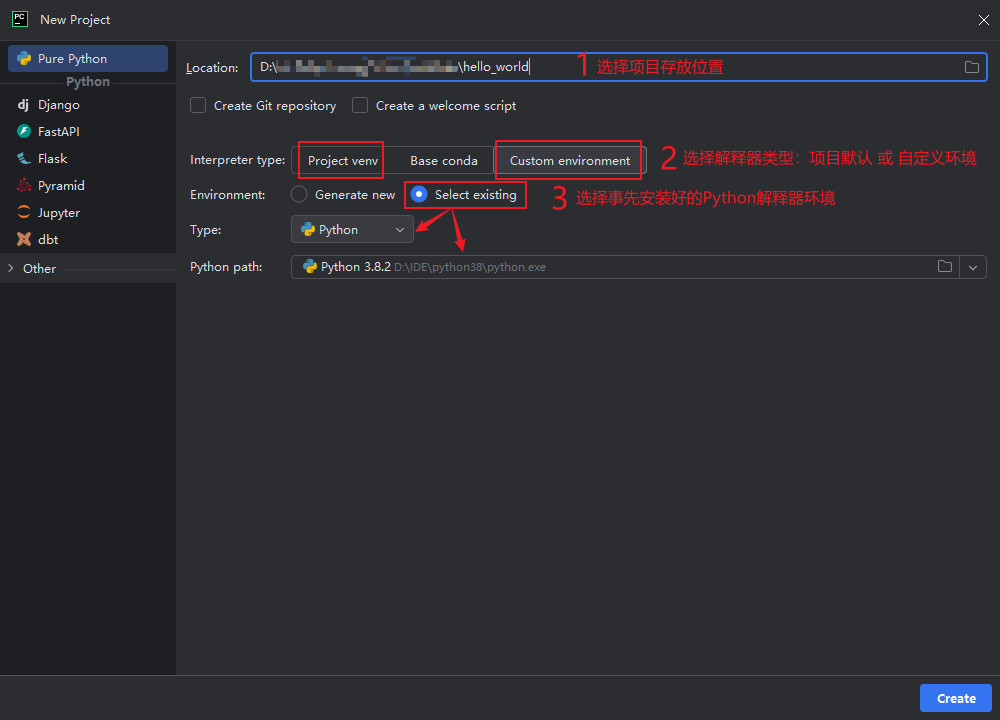 PC New Project
Pure Python
Python
dj Django
FastAPI
Flask
Pyramid
Jupyter
dbt
Other
Location: D:\ \hello_world 1 选择项目存放位置
Create Git repository Create a welcome script
Interpreter type: Project venv Base conda Custom environment 2 选择解释器类型：项目默认 或 自定义环境
Environment: Generate new Select existing 3 选择事先安装好的Python解释器环境
Type: Python
Python path: Python 3.8.2 D:\IDE\python38\python.exe
Create